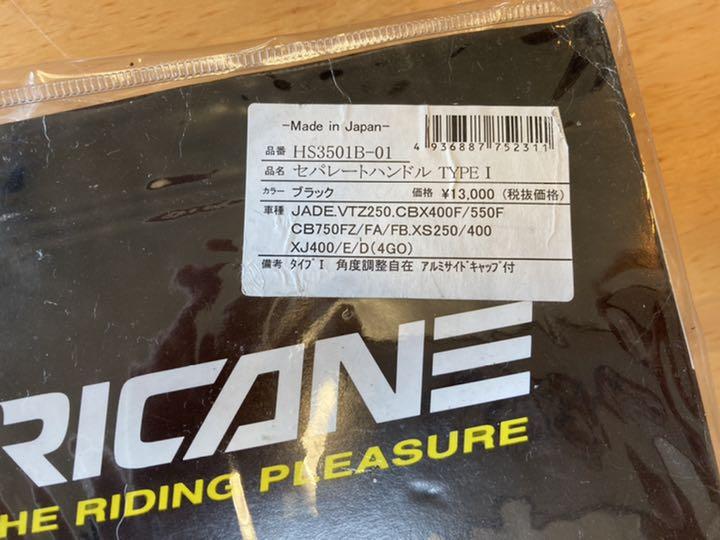 -Made in Japan-
4 936887 752311
品番 HS3501B-01
品名 セパレートハンドル TYPE I
カラー ブラック 価格 ¥13,000 (税抜価格)
車種 JADE.VTZ250.CBX400F/550F
CB750FZ/FA/FB.XS250/400
XJ400/E/D(4GO)
備考 タイプI 角度調整自在 アルミサイドキャップ付
RICANE
HE RIDING PLEASURE